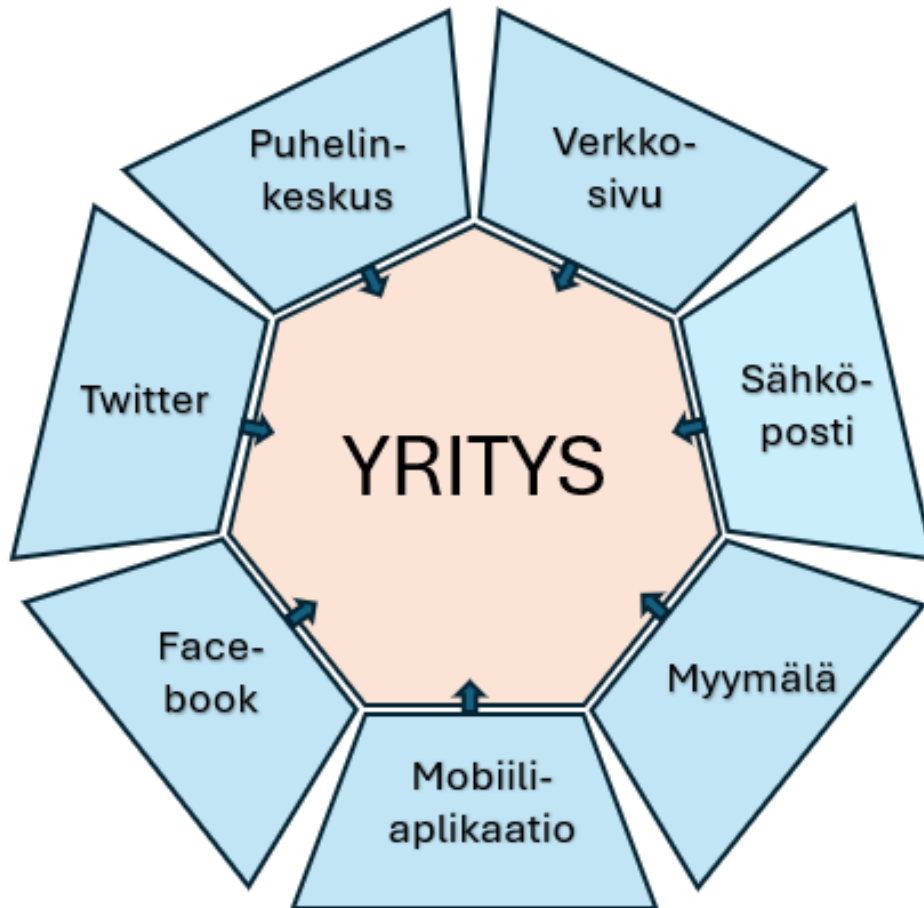 Puhelin-
keskus
Verkko-
sivu
Twitter
Sähkö-
posti
YRITYS
Face-
book
Myymälä
Mobiili-
aplikaatio